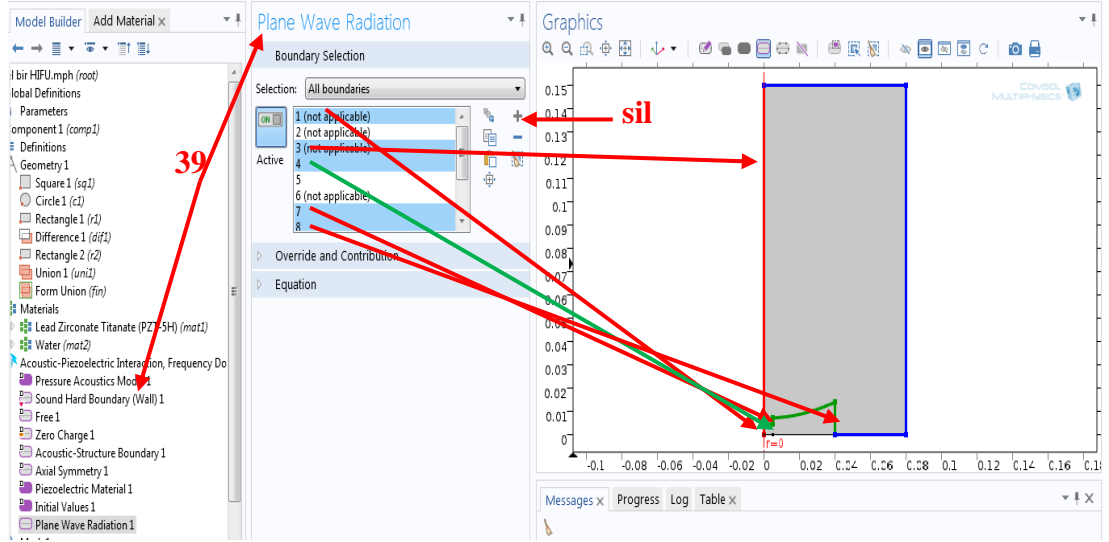 Model Builder Add Material ×
l bir HIFU.mph (root)
lobal Definitions
Parameters
omponent 1 (comp1)
Definitions
Geometry 1
Square 1 (sq1)
Circle 1 (c1)
Rectangle 1 (r1)
Difference 1 (dif1)
Rectangle 2 (r2)
Union 1 (uni1)
Form Union (fin)
Materials
Lead Zirconate Titanate (PZT-5H) (mat1)
Water (mat2)
Acoustic-Piezoelectric Interaction, Frequency Do
Pressure Acoustics Model 1
Sound Hard Boundary (Wall) 1
Free 1
Zero Charge 1
Acoustic-Structure Boundary 1
Axial Symmetry 1
Piezoelectric Material 1
Initial Values 1
Plane Wave Radiation 1
39
Plane Wave Radiation
Boundary Selection
Selection: All boundaries
ON
Active
1 (not applicable)
2 (not applicable)
3 (not applicable)
4
5
6 (not applicable)
7
8
Override and Contribution
Equation
sil
Graphics
COMSOL
MULTIPHYSICS
0.15
0.14
0.13
0.12
0.11
0.1
0.09
0.08
0.07
0.06
0.05
0.04
0.03
0.02
0.01
0
r=0
-0.1 -0.08 -0.06 -0.04 -0.02 0 0.02 0.04 0.06 0.08 0.1 0.12 0.14 0.16 0.18
Messages × Progress Log Table ×